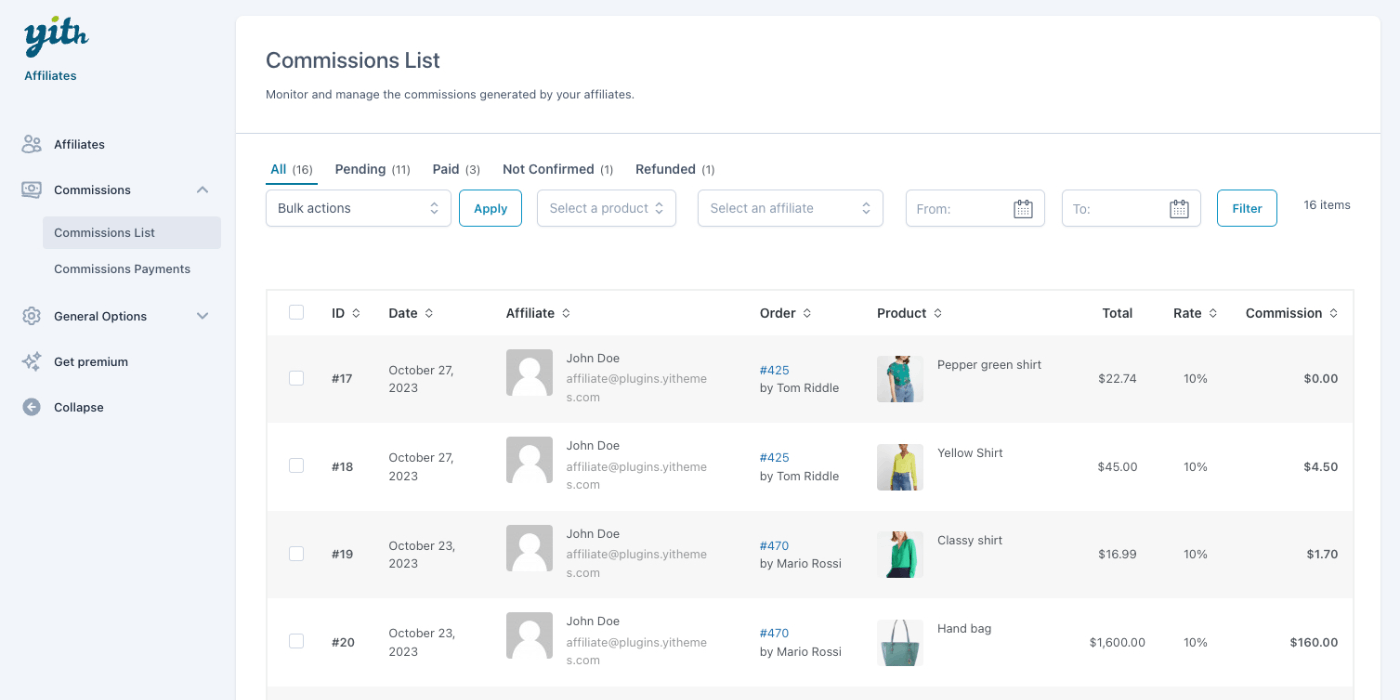 yith
Affiliates
Affiliates
Commissions
Commissions List
Commissions Payments
General Options
Get premium
Collapse
Commissions List
Monitor and manage the commissions generated by your affiliates.
All (16) Pending (11) Paid (3) Not Confirmed (1) Refunded (1)
Bulk actions Apply Select a product Select an affiliate From: To: Filter 16 items
ID Date Affiliate Order Product Total Rate Commission
#17 October 27, 2023 John Doe affiliate@plugins.yithemes.com #425 by Tom Riddle Pepper green shirt $22.74 10% $0.00
#18 October 27, 2023 John Doe affiliate@plugins.yithemes.com #425 by Tom Riddle Yellow Shirt $45.00 10% $4.50
#19 October 23, 2023 John Doe affiliate@plugins.yithemes.com #470 by Mario Rossi Classy shirt $16.99 10% $1.70
#20 October 23, 2023 John Doe affiliate@plugins.yithemes.com #470 by Mario Rossi Hand bag $1,600.00 10% $160.00